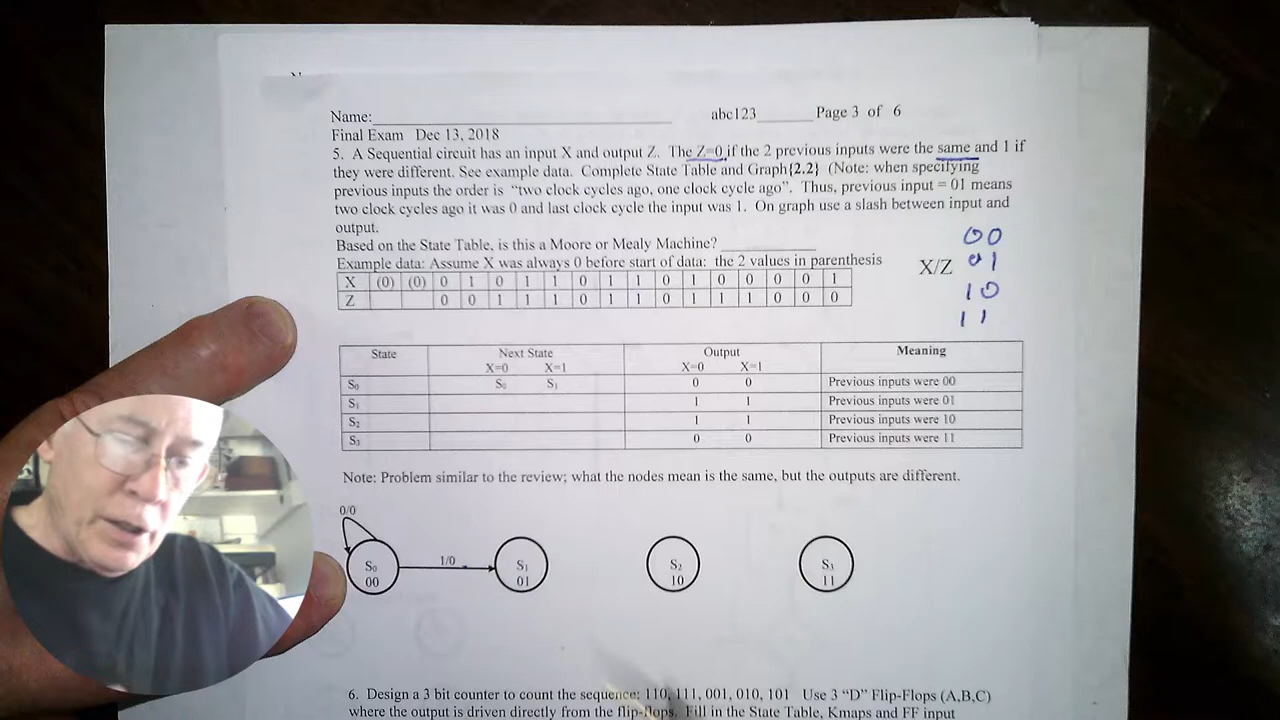 Name:____________ abc123______ Page 3 of 6
Final Exam Dec 13, 2018
5. A Sequential circuit has an input X and output Z. The Z=0 if the 2 previous inputs were the same and 1 if
they were different. See example data. Complete State Table and Graph{2.2} (Note: when specifying
previous inputs the order is "two clock cycles ago, one clock cycle ago". Thus, previous input = 01 means
two clock cycles ago it was 0 and last clock cycle the input was 1. On graph use a slash between input and
output.
Based on the State Table, is this a Moore or Mealy Machine? ____________
Example data: Assume X was always 0 before start of data: the 2 values in parenthesis
X (0) (0) 0 1 0 1 1 0 1 1 0 1 0 0 0 0 1
Z 0 0 1 1 1 0 1 1 0 1 1 1 0 0 0
X/Z
00
01
10
11
State Next State Output Meaning
X=0 X=1 X=0 X=1
S0 S0 S1 0 0 Previous inputs were 00
S1 1 1 Previous inputs were 01
S2 1 1 Previous inputs were 10
S3 0 0 Previous inputs were 11
Note: Problem similar to the review; what the nodes mean is the same, but the outputs are different.
0/0
1/0
S0 S1 S2 S3
00 01 10 11
6. Design a 3 bit counter to count the sequence: 110, 111, 001, 010, 101 Use 3 "D" Flip-Flops (A,B,C)
where the output is driven directly from the flip-flops. Fill in the State Table, Kmaps and FF input